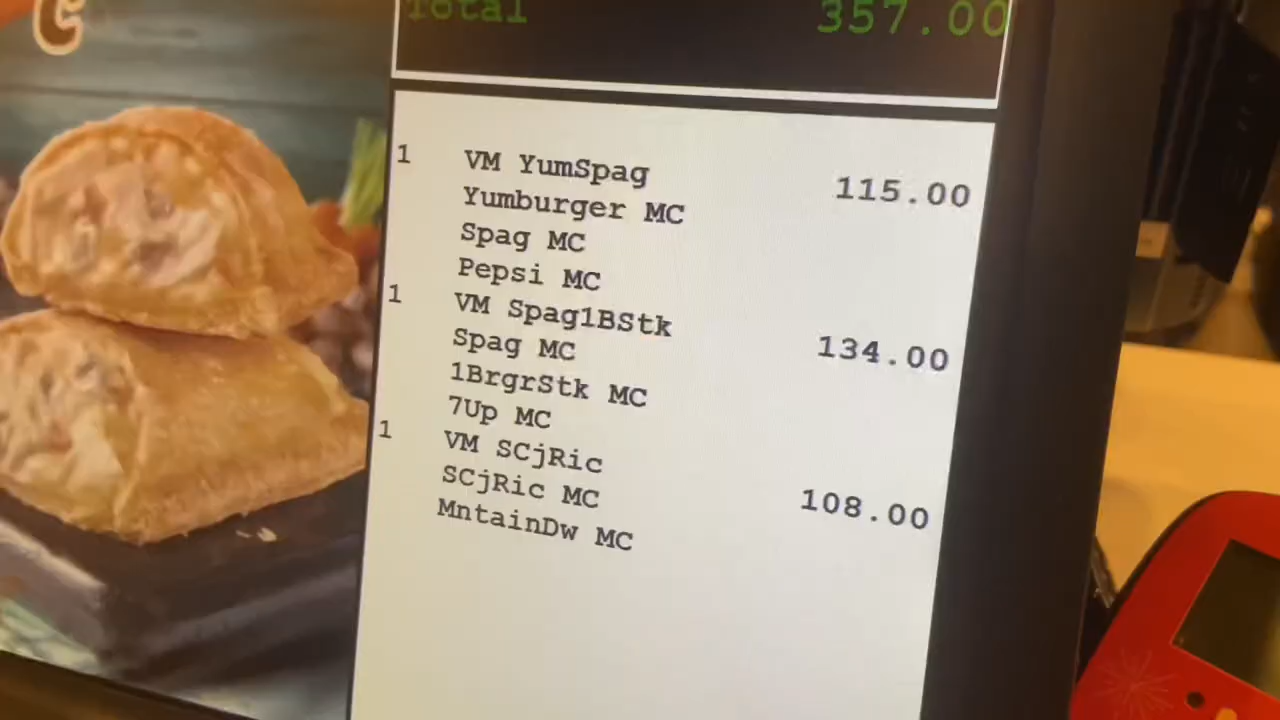 Total 357.00
1 VM YumSpag 115.00
Yumburger MC
Spag MC
Pepsi MC
1 VM Spag1BStk 134.00
Spag MC
1BrgrStk MC
7Up MC
1 VM SCjRic 108.00
SCjRic MC
MntainDw MC